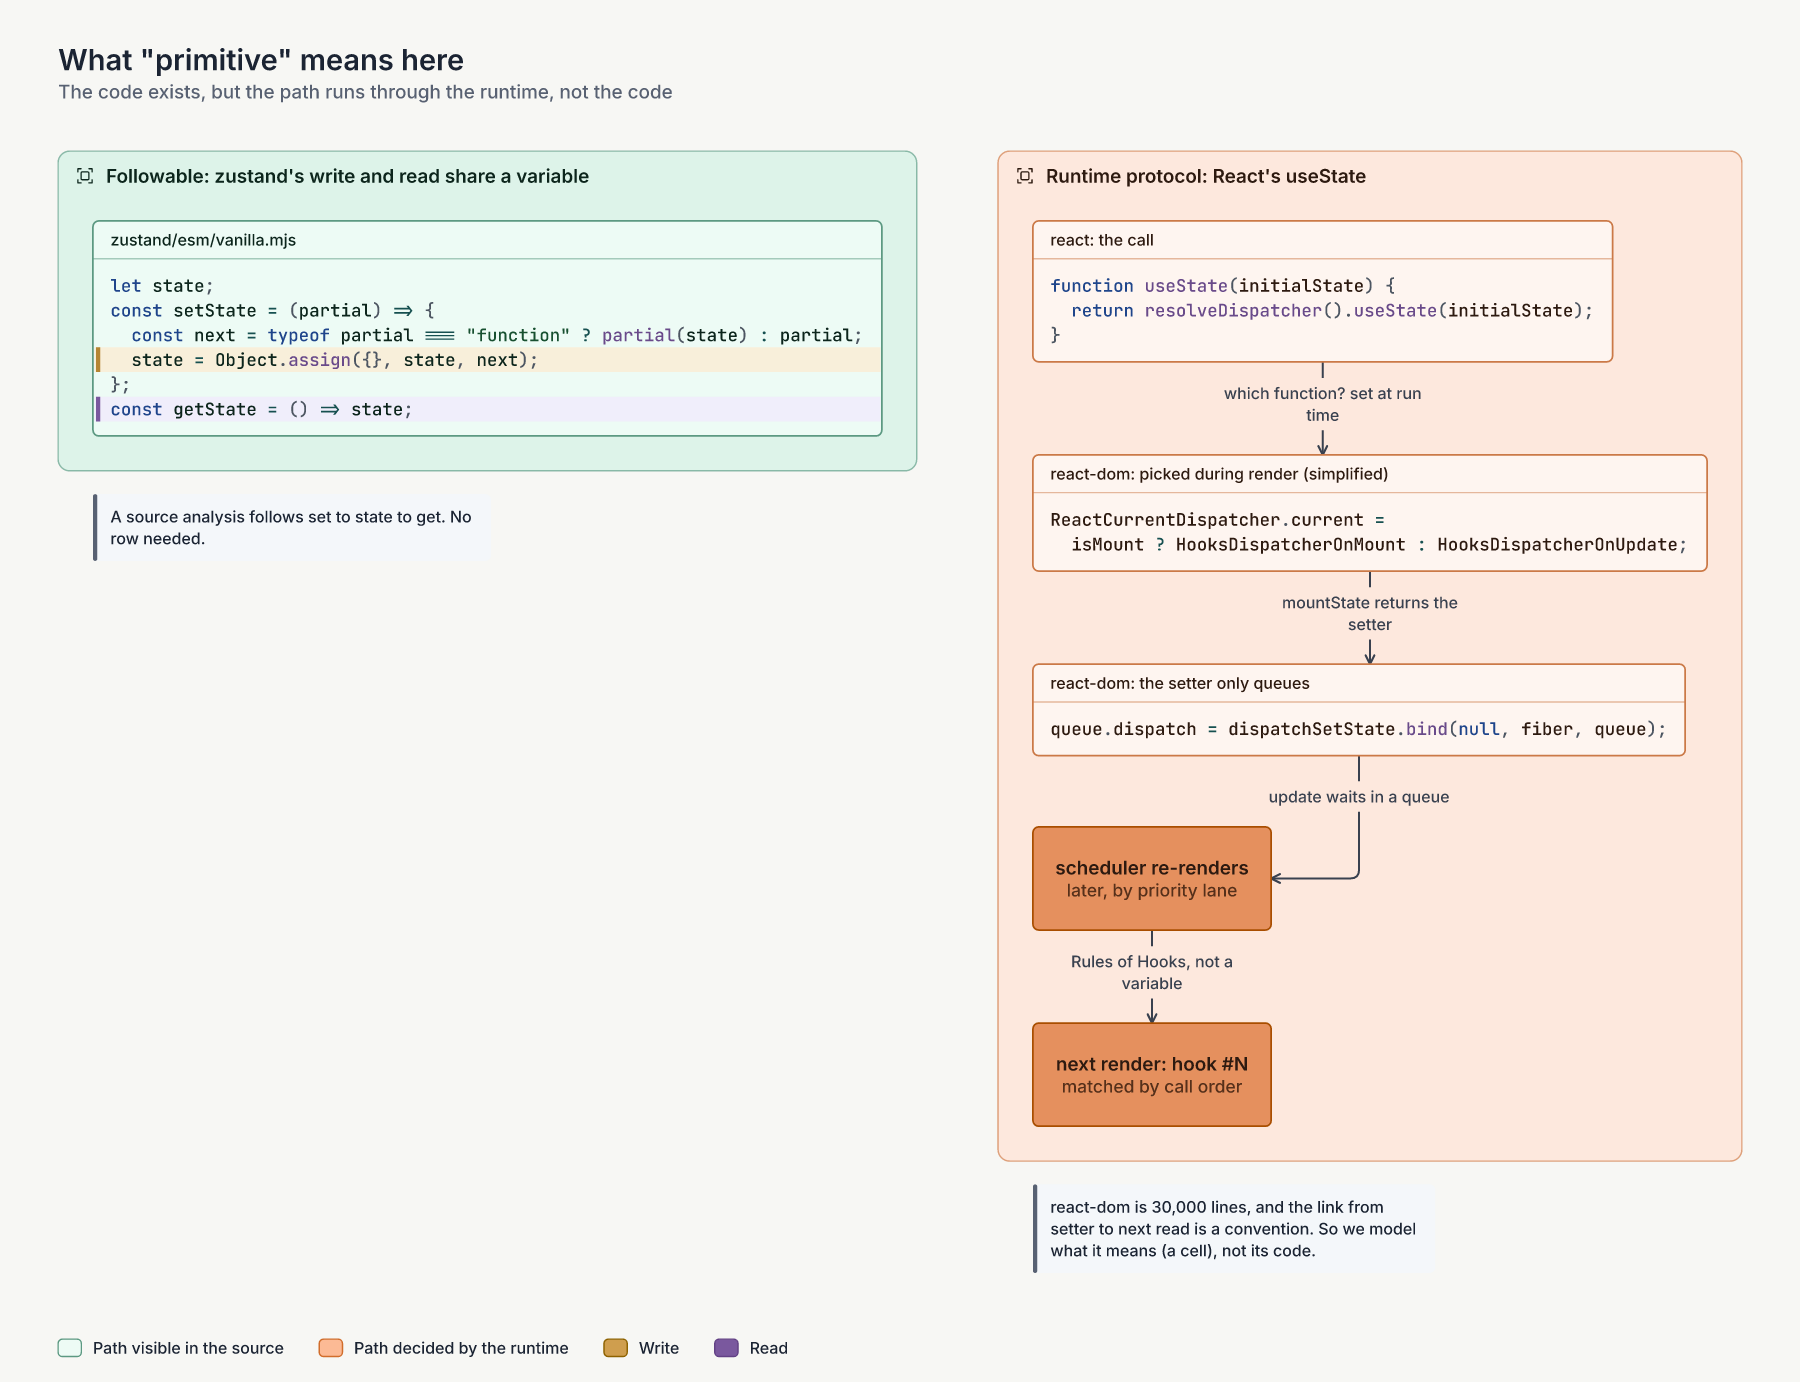 What "primitive" means here
The code exists, but the path runs through the runtime, not the code
Followable: zustand's write and read share a variable
zustand/esm/vanilla.mjs
let state;
const setState = (partial) => {
  const next = typeof partial === "function" ? partial(state) : partial;
  state = Object.assign({}, state, next);
};
const getState = () => state;
A source analysis follows set to state to get. No
row needed.
Runtime protocol: React's useState
react: the call
function useState(initialState) {
  return resolveDispatcher().useState(initialState);
}
which function? set at run
time
react-dom: picked during render (simplified)
ReactCurrentDispatcher.current =
  isMount ? HooksDispatcherOnMount : HooksDispatcherOnUpdate;
mountState returns the
setter
react-dom: the setter only queues
queue.dispatch = dispatchSetState.bind(null, fiber, queue);
update waits in a queue
scheduler re-renders
later, by priority lane
Rules of Hooks, not a
variable
next render: hook #N
matched by call order
react-dom is 30,000 lines, and the link from
setter to next read is a convention. So we model
what it means (a cell), not its code.
Path visible in the source
Path decided by the runtime
Write
Read